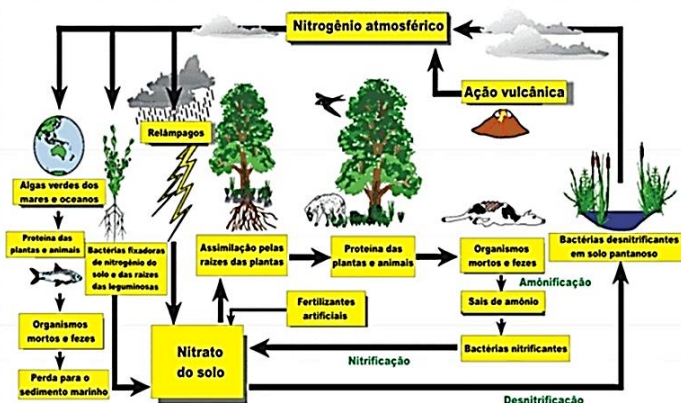 Nitrogênio atmosférico
Ação vulcânica
Relâmpagos
Algas verdes dos
mares e oceanos
Proteína das
plantas e animais
Bactérias fixadoras
de nitrogênio do
solo e das raízes
das leguminosas
Organismos
mortos e fezes
Perda para o
sedimento marinho
Assimilação pelas
raízes das plantas
Proteína das
plantas e animais
Organismos
mortos e fezes
Bactérias desnitrificantes
em solo pantanoso
Amônificação
Fertilizantes
artificiais
Sais de amônio
Nitrato
do solo
Nitrificação
Bactérias nitrificantes
Desnitrificação